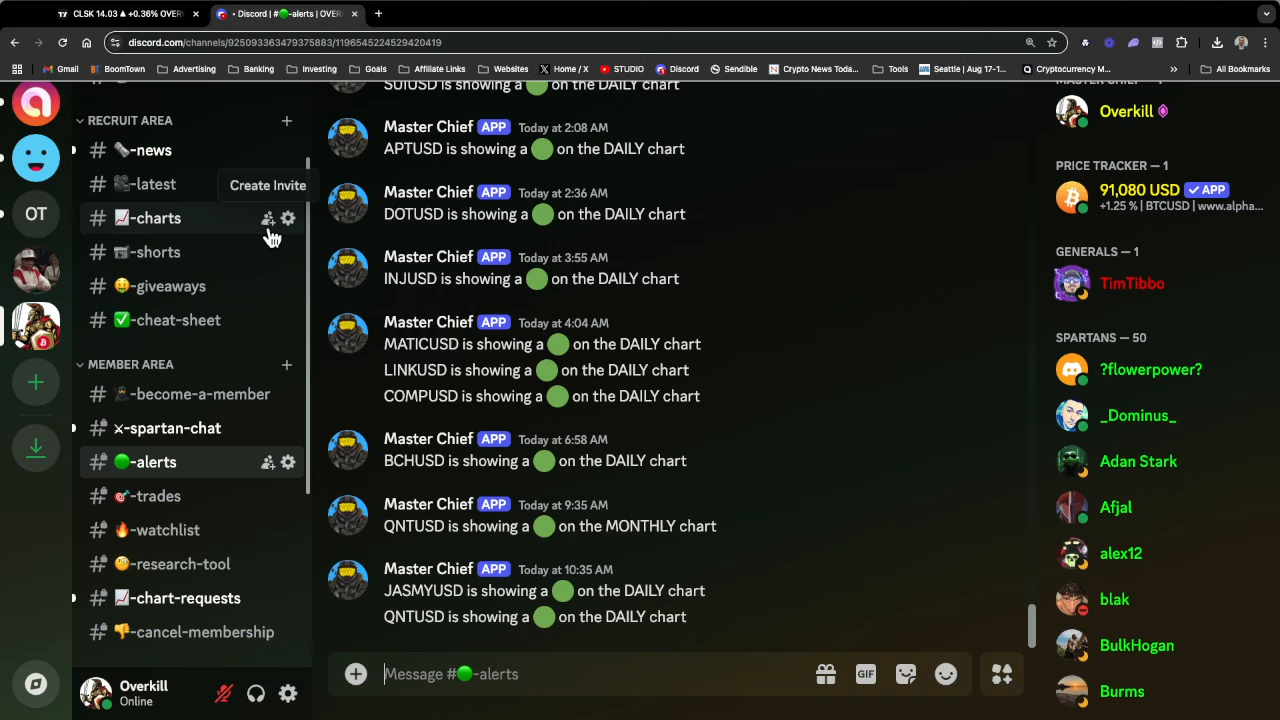 CLSK 14.03 ▲ +0.36% OVERI
• Discord | #🟢-alerts | OVER
discord.com/channels/925093363479375883/1196545224529420419
Gmail
BoomTown
Advertising
Banking
Investing
Goals
Affiliate Links
Websites
Home / X
STUDIO
Discord
Sendible
Crypto News Toda...
Tools
Seattle | Aug 17-1...
Cryptocurrency M...
» All Bookmarks
OT
RECRUIT AREA
# 🗞️-news
# 🎥-latest
Create Invite
# 📈-charts
# 📹-shorts
# 🤑-giveaways
# ✅-cheat-sheet
MEMBER AREA
# 🥷-become-a-member
# ⚔-spartan-chat
# 🟢-alerts
# 🎯-trades
# 🔥-watchlist
# 🧐-research-tool
# 📈-chart-requests
# 👎-cancel-membership
Overkill
Online
SUIUSD is showing a 🟢 on the DAILY chart
Master Chief APP Today at 2:08 AM
APTUSD is showing a 🟢 on the DAILY chart
Master Chief APP Today at 2:36 AM
DOTUSD is showing a 🟢 on the DAILY chart
Master Chief APP Today at 3:55 AM
INJUSD is showing a 🟢 on the DAILY chart
Master Chief APP Today at 4:04 AM
MATICUSD is showing a 🟢 on the DAILY chart
LINKUSD is showing a 🟢 on the DAILY chart
COMPUSD is showing a 🟢 on the DAILY chart
Master Chief APP Today at 6:58 AM
BCHUSD is showing a 🟢 on the DAILY chart
Master Chief APP Today at 9:35 AM
QNTUSD is showing a 🟢 on the MONTHLY chart
Master Chief APP Today at 10:35 AM
JASMYUSD is showing a 🟢 on the DAILY chart
QNTUSD is showing a 🟢 on the DAILY chart
Message #🟢-alerts
GIF
MASTER CHIEF — 1
Overkill
PRICE TRACKER — 1
91,080 USD ✓ APP
+1.25 % | BTCUSD | www.alpha...
GENERALS — 1
TimTibbo
SPARTANS — 50
?flowerpower?
_Dominus_
Adan Stark
Afjal
alex12
blak
BulkHogan
Burms